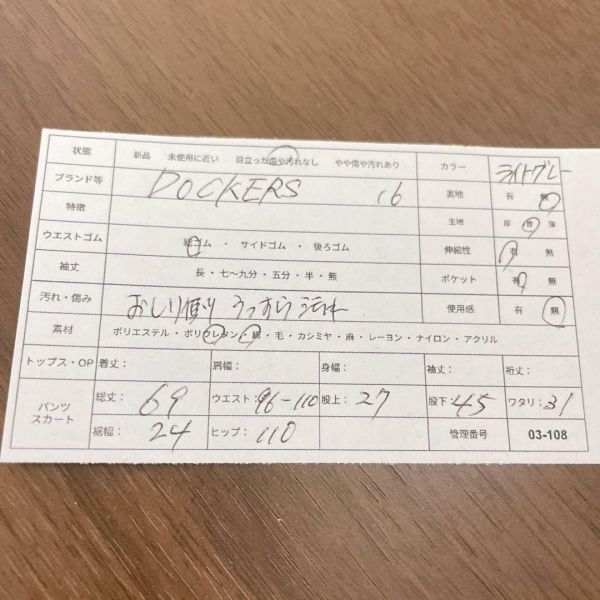 状態 新品 未使用に近い 目立った傷や汚れなし やや傷や汚れあり カラー ライトグレー
ブランド等 DOCKERS 16 裏地 有 無
特徴 生地 厚 普 薄
ウエストゴム 総ゴム ・ サイドゴム ・ 後ろゴム 伸縮性 有 無
袖丈 長・七〜九分・五分・半・無 ポケット 有 無
汚れ・傷み おしり側 うっすら汚れ 使用感 有 無
素材 ポリエステル・ポリウレタン・綿・毛・カシミヤ・麻・レーヨン・ナイロン・アクリル
トップス・OP 着丈： 肩幅： 身幅： 袖丈： 裄丈：
パンツ スカート 総丈： 69 ウエスト：96-110 股上：27 股下：45 ワタリ：31
裾幅： 24 ヒップ： 110 管理番号 03-108